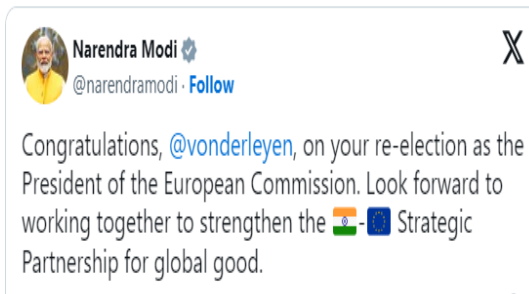 Narendra Modi
@narendramodi · Follow
Congratulations, @vonderleyen, on your re-election as the
President of the European Commission. Look forward to
working together to strengthen the 🇮🇳-🇪🇺 Strategic
Partnership for global good.